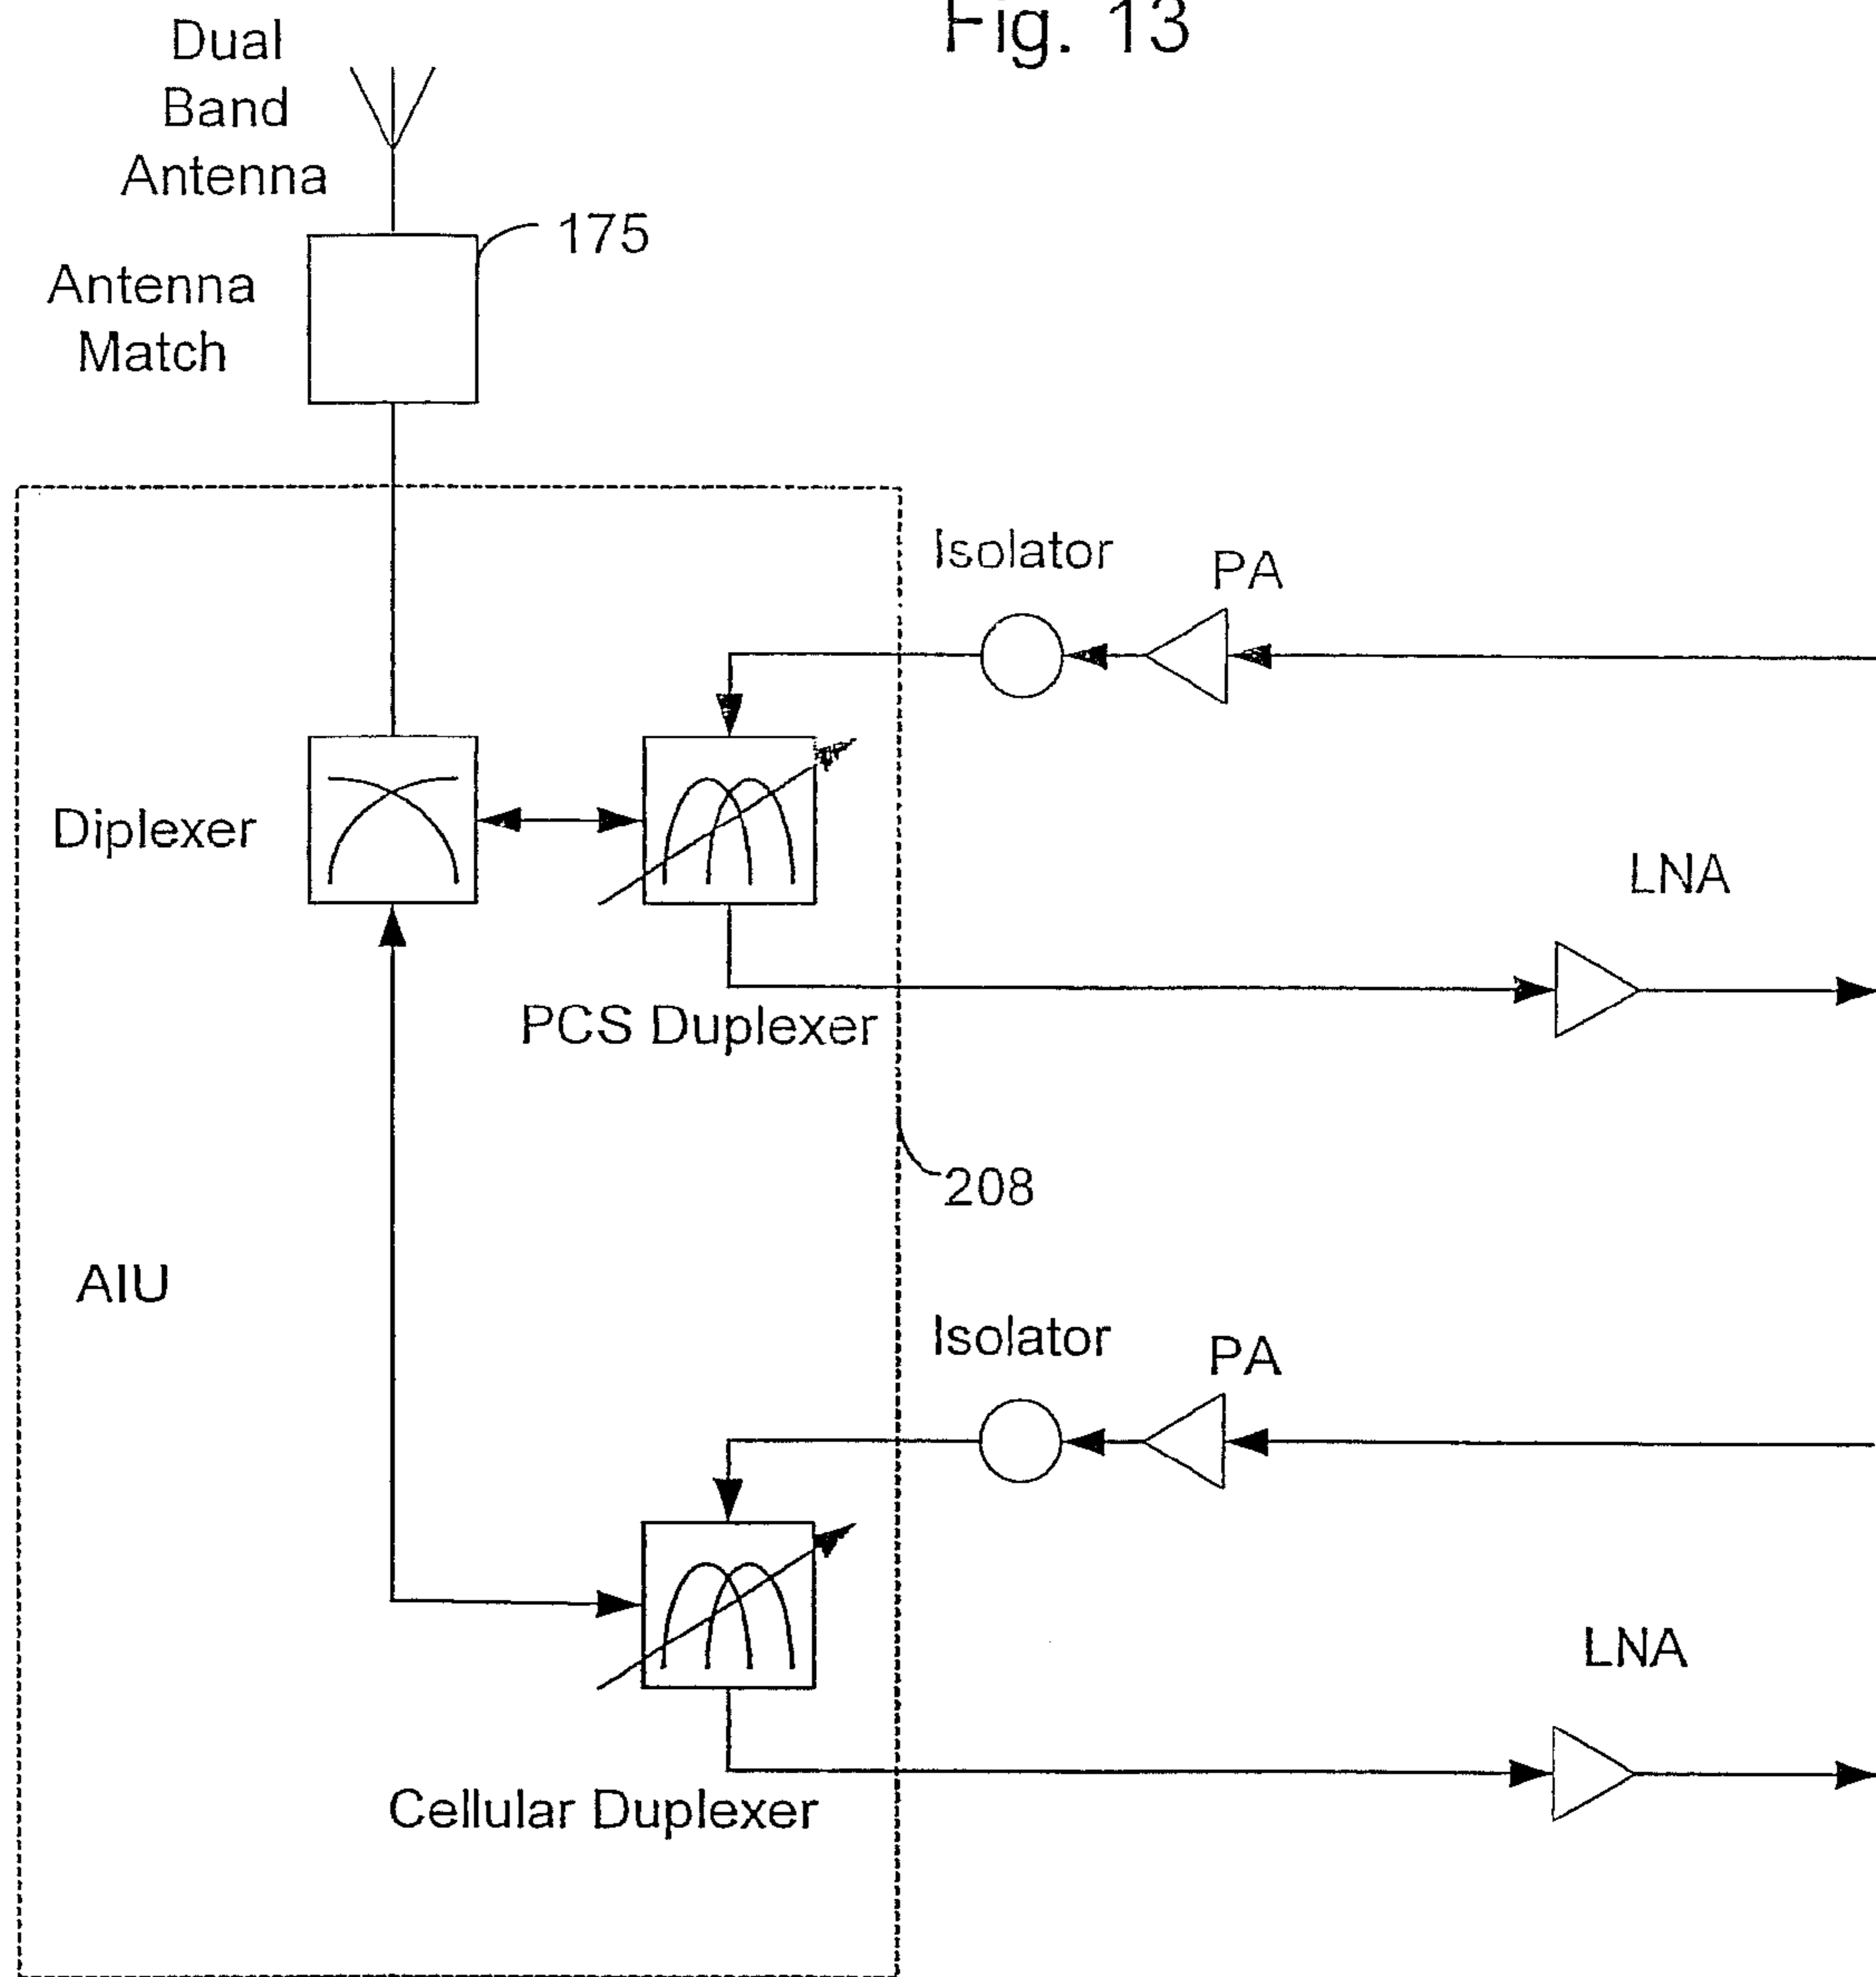 Fig. 13
Dual
Band
Antenna
175
Antenna
Match
Isolator
PA
Diplexer
LNA
PCS Duplexer
208
AIU
Isolator
PA
LNA
Cellular Duplexer